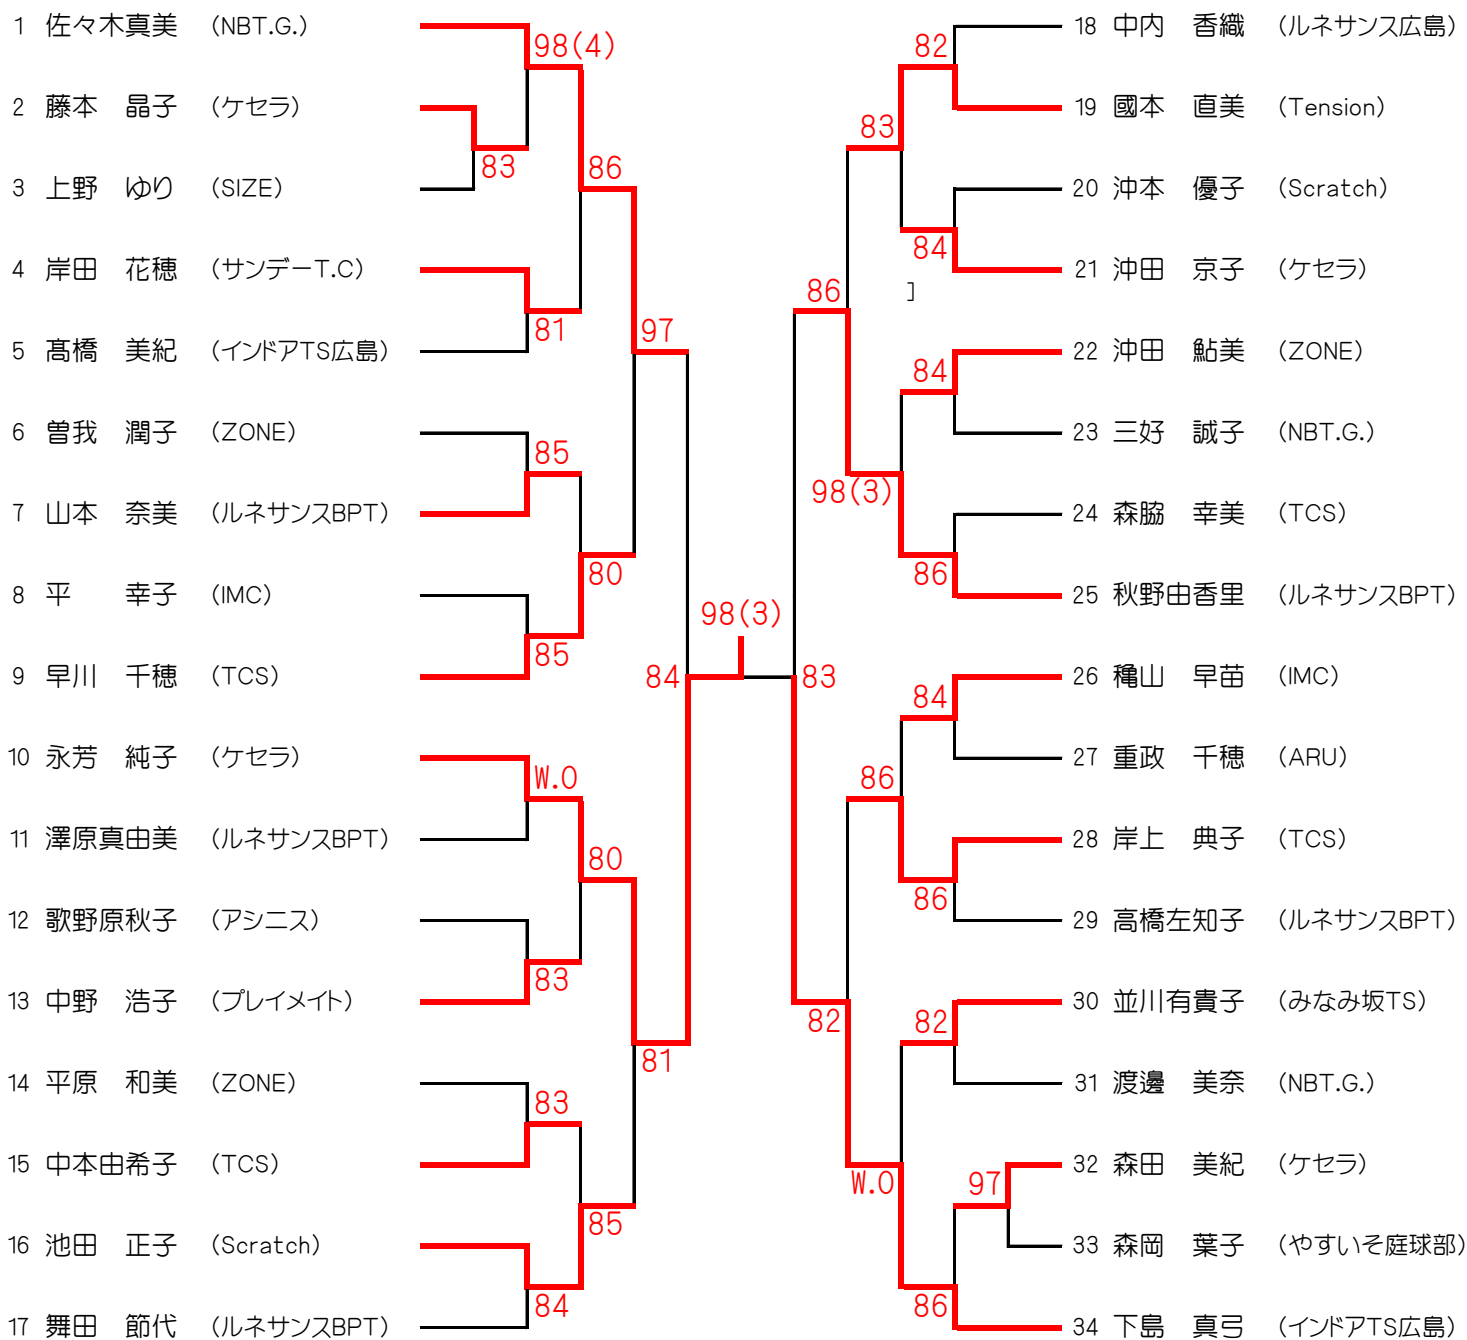 1 佐々木真美 (NBT.G.)
98(4)
2 藤本 晶子 (ケセラ)
83
3 上野 ゆり (SIZE)
86
4 岸田 花穂 (サンデーT.C)
81
5 髙橋 美紀 (インドアTS広島)
97
6 曽我 潤子 (ZONE)
85
7 山本 奈美 (ルネサンスBPT)
80
8 平 幸子 (IMC)
85
9 早川 千穂 (TCS)
84
98(3)
10 永芳 純子 (ケセラ)
W.O
11 澤原真由美 (ルネサンスBPT)
80
12 歌野原秋子 (アシニス)
83
13 中野 浩子 (プレイメイト)
81
14 平原 和美 (ZONE)
83
15 中本由希子 (TCS)
85
16 池田 正子 (Scratch)
84
17 舞田 節代 (ルネサンスBPT)
18 中内 香織 (ルネサンス広島)
82
19 國本 直美 (Tension)
83
20 沖本 優子 (Scratch)
84
21 沖田 京子 (ケセラ)
]
86
22 沖田 鮎美 (ZONE)
84
23 三好 誠子 (NBT.G.)
98(3)
24 森脇 幸美 (TCS)
86
25 秋野由香里 (ルネサンスBPT)
83
26 穐山 早苗 (IMC)
84
27 重政 千穂 (ARU)
86
28 岸上 典子 (TCS)
86
29 高橋左知子 (ルネサンスBPT)
82
30 並川有貴子 (みなみ坂TS)
82
31 渡邊 美奈 (NBT.G.)
W.O
32 森田 美紀 (ケセラ)
97
33 森岡 葉子 (やすいそ庭球部)
86
34 下島 真弓 (インドアTS広島)